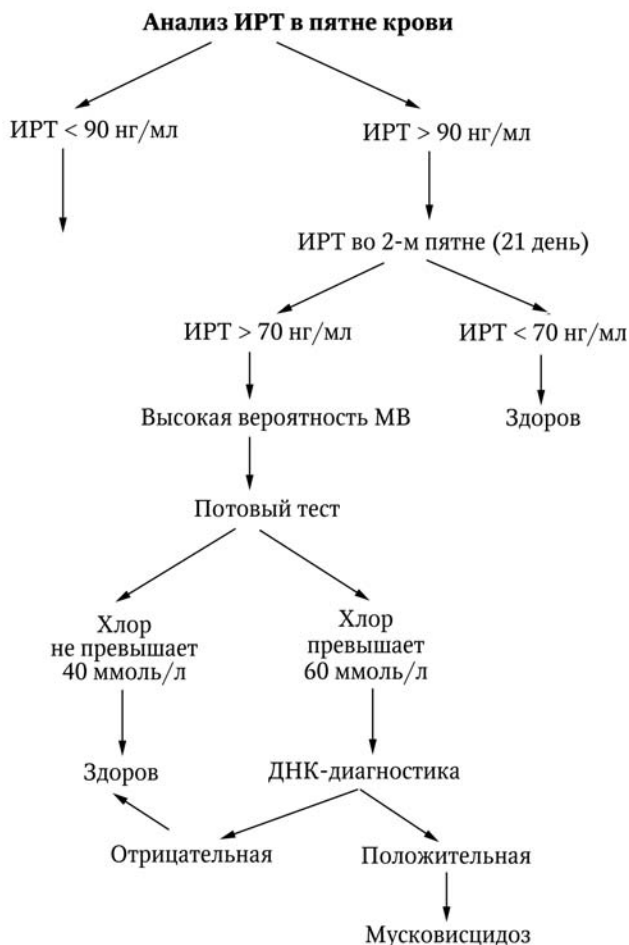 Анализ ИРТ в пятне крови
ИРТ < 90 нг/мл
ИРТ > 90 нг/мл
ИРТ во 2-м пятне (21 день)
ИРТ > 70 нг/мл
ИРТ < 70 нг/мл
Высокая вероятность МВ
Здоров
Потовый тест
Хлор
не превышает
40 ммоль/л
Хлор
превышает
60 ммоль/л
Здоров
ДНК-диагностика
Отрицательная
Положительная
Мусковисцидоз